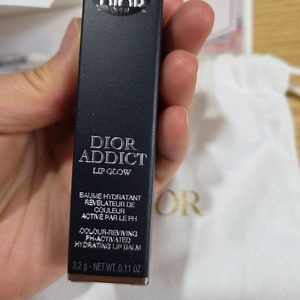 DIOR
DIOR
ADDICT
LIP GLOW
BAUME HYDRATANT
RÉVÉLATEUR DE
COULEUR
ACTIVÉ PAR LE PH
COLOUR-REVIVING
PH-ACTIVATED
HYDRATING LIP BALM
3,2 g - NET WT. 0.11 OZ
OR